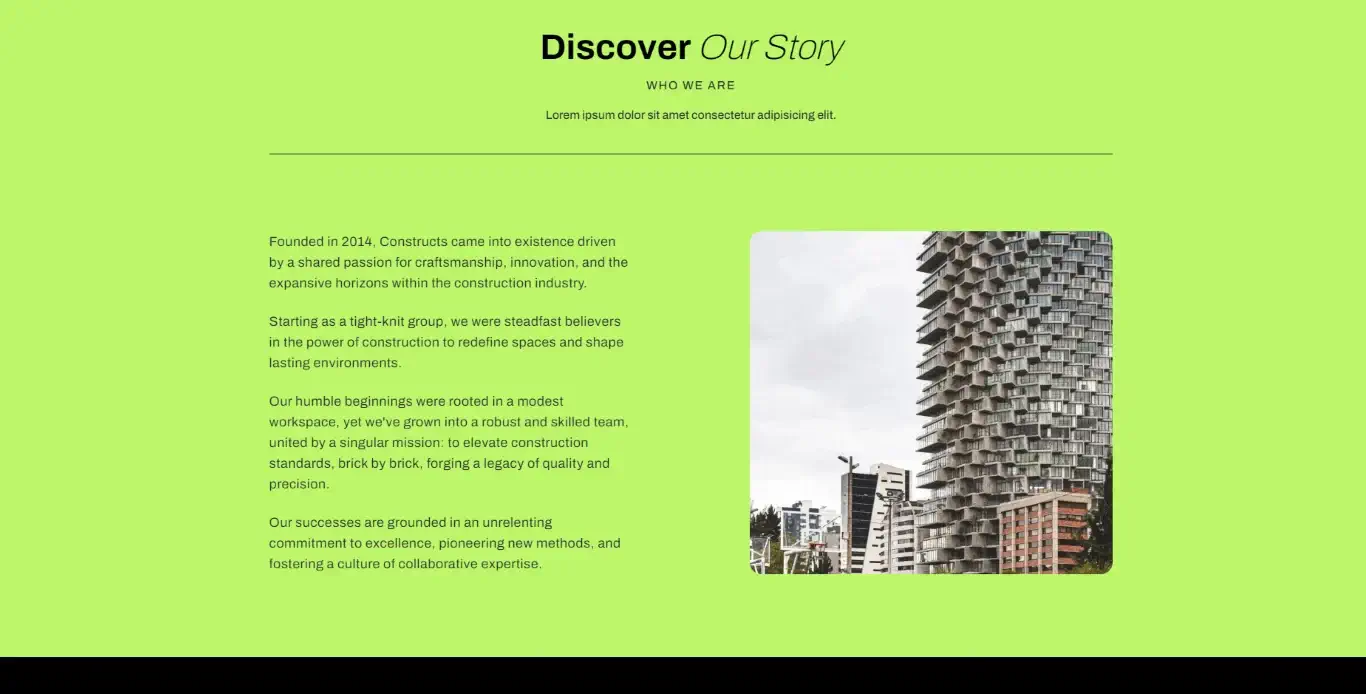 Discover Our Story
WHO WE ARE
Lorem ipsum dolor sit amet consectetur adipisicing elit.
Founded in 2014, Constructs came into existence driven
by a shared passion for craftsmanship, innovation, and the
expansive horizons within the construction industry.
Starting as a tight-knit group, we were steadfast believers
in the power of construction to redefine spaces and shape
lasting environments.
Our humble beginnings were rooted in a modest
workspace, yet we've grown into a robust and skilled team,
united by a singular mission: to elevate construction
standards, brick by brick, forging a legacy of quality and
precision.
Our successes are grounded in an unrelenting
commitment to excellence, pioneering new methods, and
fostering a culture of collaborative expertise.